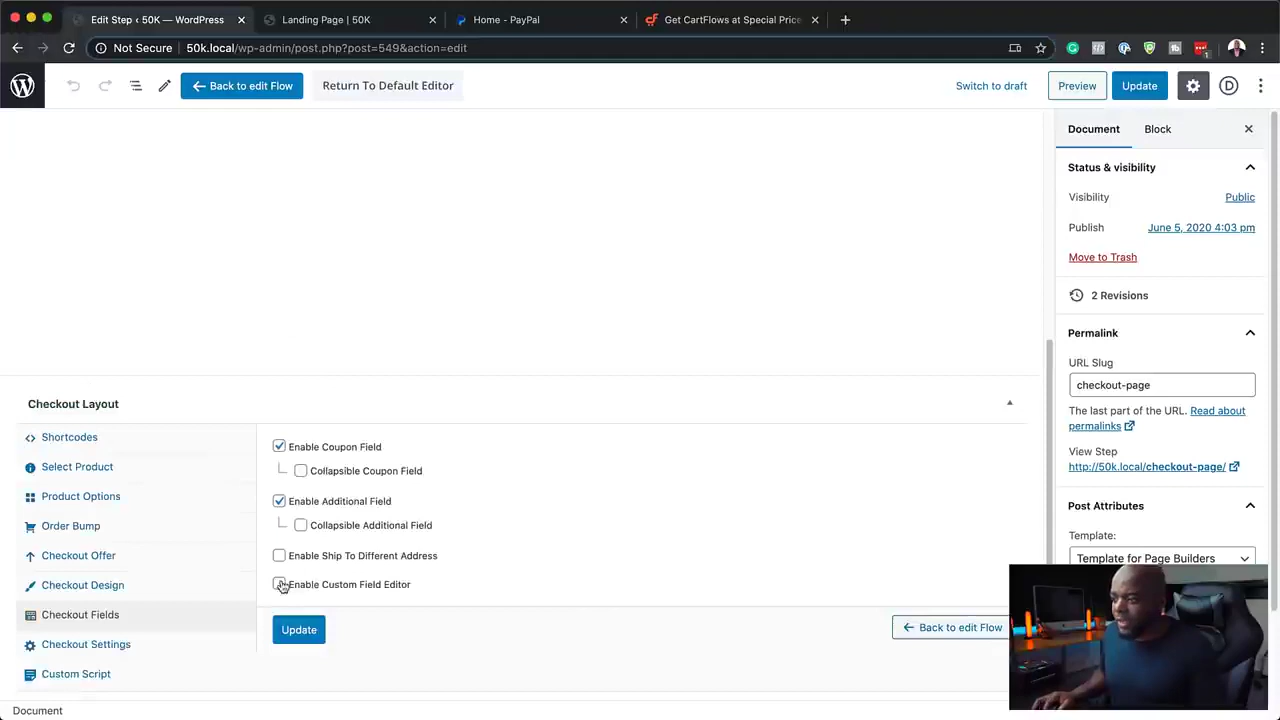 Edit Step ‹ 50K — WordPress
Landing Page | 50K
Home - PayPal
Get CartFlows at Special Price
Not Secure | 50k.local/wp-admin/post.php?post=549&action=edit
Back to edit Flow
Return To Default Editor
Switch to draft
Preview
Update
Document
Block
Status & visibility
Visibility
Public
Publish
June 5, 2020 4:03 pm
Move to Trash
2 Revisions
Permalink
URL Slug
checkout-page
The last part of the URL. Read about
permalinks
View Step
http://50k.local/checkout-page/
Post Attributes
Template:
Template for Page Builders
Checkout Layout
Shortcodes
Select Product
Product Options
Order Bump
Checkout Offer
Checkout Design
Checkout Fields
Checkout Settings
Custom Script
Enable Coupon Field
Collapsible Coupon Field
Enable Additional Field
Collapsible Additional Field
Enable Ship To Different Address
Enable Custom Field Editor
Update
Back to edit Flow
Document